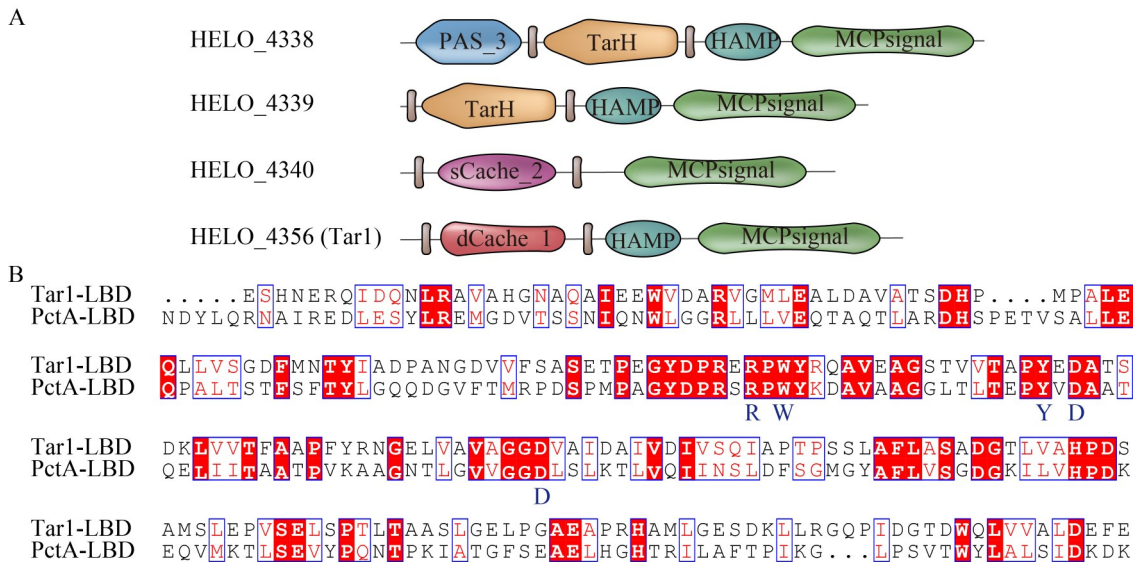 A
HELO_4338 PAS_3 TarH HAMP MCPsignal
HELO_4339 TarH HAMP MCPsignal
HELO_4340 sCache_2 MCPsignal
HELO_4356 (Tar1) dCache_1 HAMP MCPsignal
B
Tar1-LBD .....ESHNERQIDQNLRAVAHGNAQAIEEWVDARVGMLEALDAVATSDHP....MPALE
PctA-LBD NDYLQRNAIREDLESYLREMGDVTSSNIQNWLGGRLLLVEQTAQTLARDHSPETVSALLE
Tar1-LBD QLLVSGDFMNTYIADPANGDVVFSASETPEGYDPRERPWYRQAVEAGSTVVTAPYEDATS
PctA-LBD QPALTSTFSFTYLGQQDGVFTMRPDSPMPAGYDPRSRPWYKDAVAAGGLTLTEPYVDAAT
R W Y D
Tar1-LBD DKLVVTFAAPFYRNGELVAVAGGDVAIDAIVDIVSQIAPTPSSLAFLASADGTLVAHPDS
PctA-LBD QELIITAATPVKAAGNTLGVVGGDLSLKTLVQIINSLDFSGMGYAFLVSGDGKILVHPDK
D
Tar1-LBD AMSLEPVSELSPTLTAASLGELPGAEAPRHAMLGESDKLLRGQPIDGTDWQLVVALDEFE
PctA-LBD EQVMKTLSEVYPQNTPKIATGFSEAELHGHTRILAFTPIKG...LPSVTWYLALSIDKDK